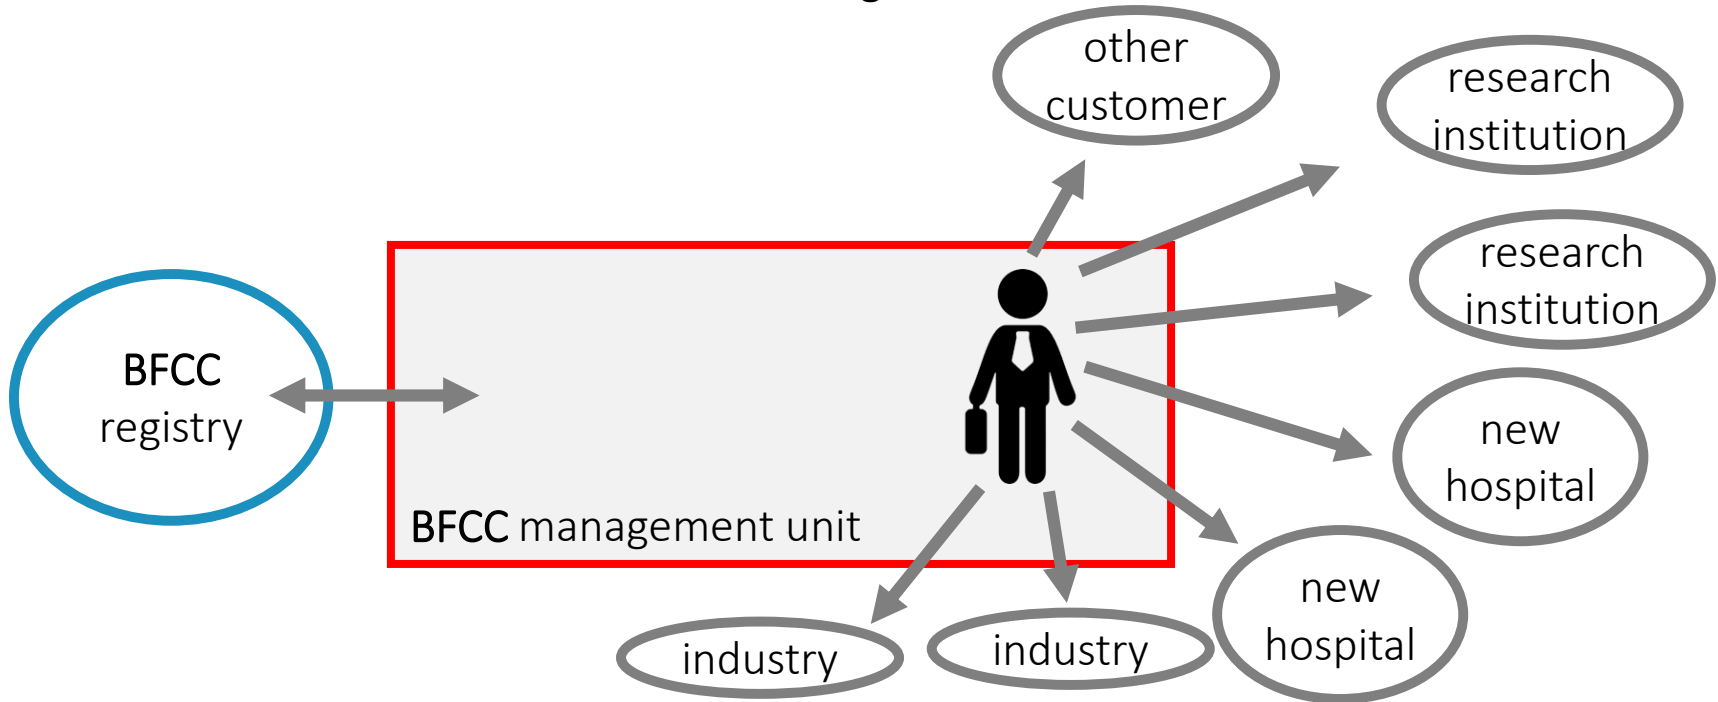 other
customer
research
institution
research
institution
BFCC
registry
new
hospital
BFCC management unit
new
hospital
industry
industry